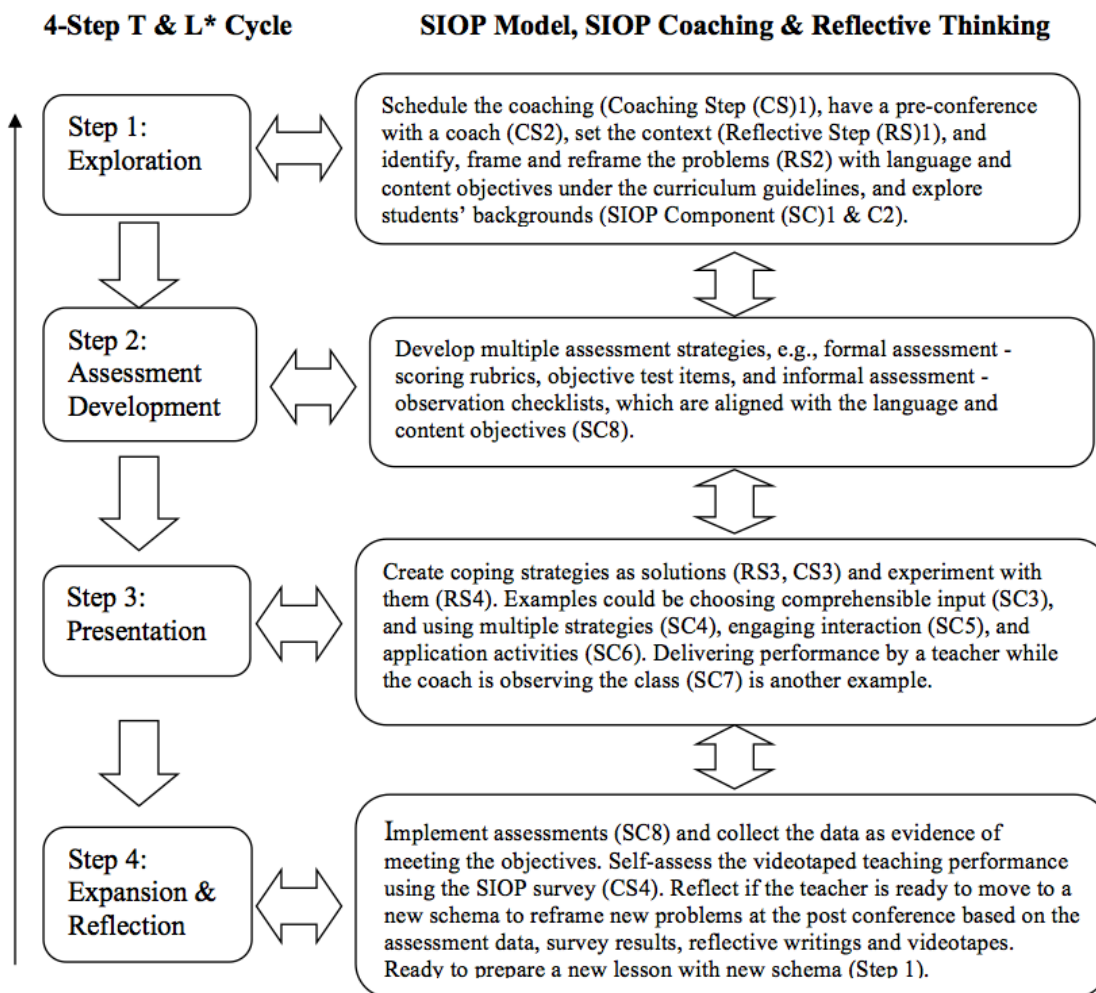 4-Step T & L* Cycle
SIOP Model, SIOP Coaching & Reflective Thinking
Step 1:
Exploration
Schedule the coaching (Coaching Step (CS)1), have a pre-conference
with a coach (CS2), set the context (Reflective Step (RS)1), and
identify, frame and reframe the problems (RS2) with language and
content objectives under the curriculum guidelines, and explore
students’ backgrounds (SIOP Component (SC)1 & C2).
Step 2:
Assessment
Development
Develop multiple assessment strategies, e.g., formal assessment -
scoring rubrics, objective test items, and informal assessment -
observation checklists, which are aligned with the language and
content objectives (SC8).
Step 3:
Presentation
Create coping strategies as solutions (RS3, CS3) and experiment with
them (RS4). Examples could be choosing comprehensible input (SC3),
and using multiple strategies (SC4), engaging interaction (SC5), and
application activities (SC6). Delivering performance by a teacher while
the coach is observing the class (SC7) is another example.
Step 4:
Expansion &
Reflection
Implement assessments (SC8) and collect the data as evidence of
meeting the objectives. Self-assess the videotaped teaching performance
using the SIOP survey (CS4). Reflect if the teacher is ready to move to a
new schema to reframe new problems at the post conference based on the
assessment data, survey results, reflective writings and videotapes.
Ready to prepare a new lesson with new schema (Step 1).